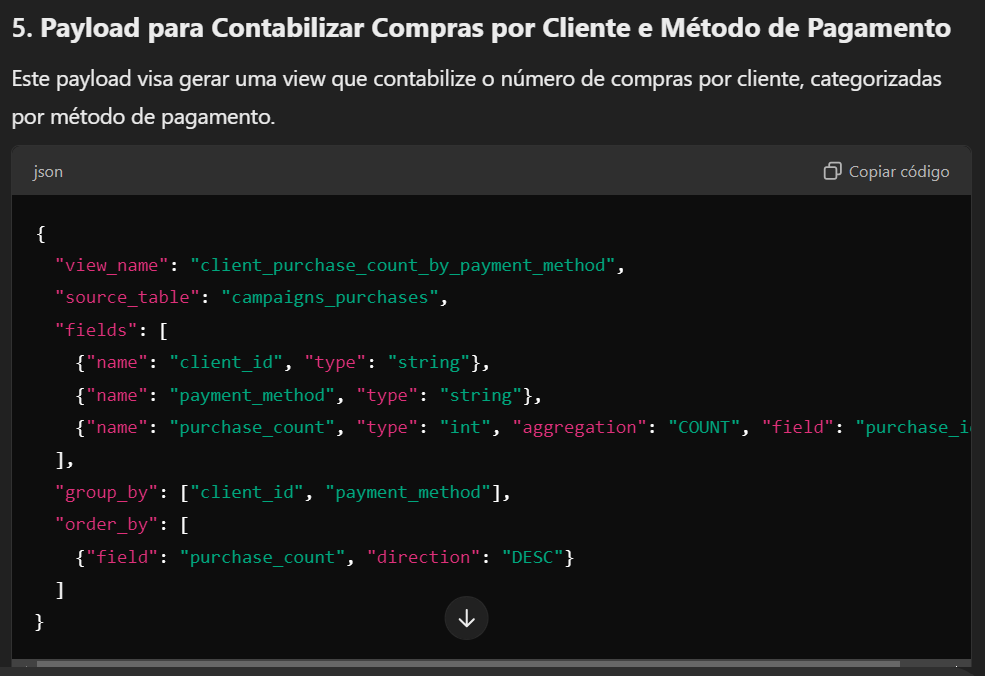 5. Payload para Contabilizar Compras por Cliente e Método de Pagamento
Este payload visa gerar uma view que contabilize o número de compras por cliente, categorizadas
por método de pagamento.
json
Copiar código
{
  "view_name": "client_purchase_count_by_payment_method",
  "source_table": "campaigns_purchases",
  "fields": [
    {"name": "client_id", "type": "string"},
    {"name": "payment_method", "type": "string"},
    {"name": "purchase_count", "type": "int", "aggregation": "COUNT", "field":
  ],
  "group_by": ["client_id", "payment_method"],
  "order_by": [
    {"field": "purchase_count", "direction": "DESC"}
  ]
}